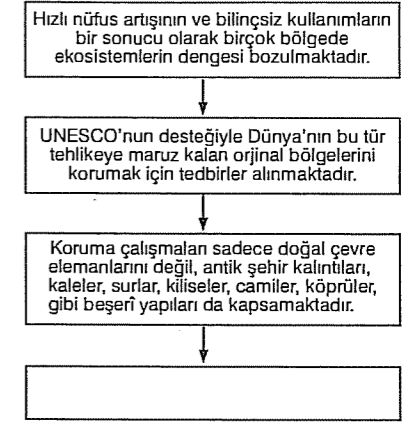 Hızlı nüfus artışının ve bilinçsiz kullanımların
bir sonucu olarak birçok bölgede
ekosistemlerin dengesi bozulmaktadır.
UNESCO'nun desteğiyle Dünya'nın bu tür
tehlikeye maruz kalan orjinal bölgelerini
korumak için tedbirler alınmaktadır.
Koruma çalışmaları sadece doğal çevre
elemanlarını değil, antik şehir kalıntıları,
kaleler, surlar, kiliseler, camiler, köprüler,
gibi beşerî yapıları da kapsamaktadır.